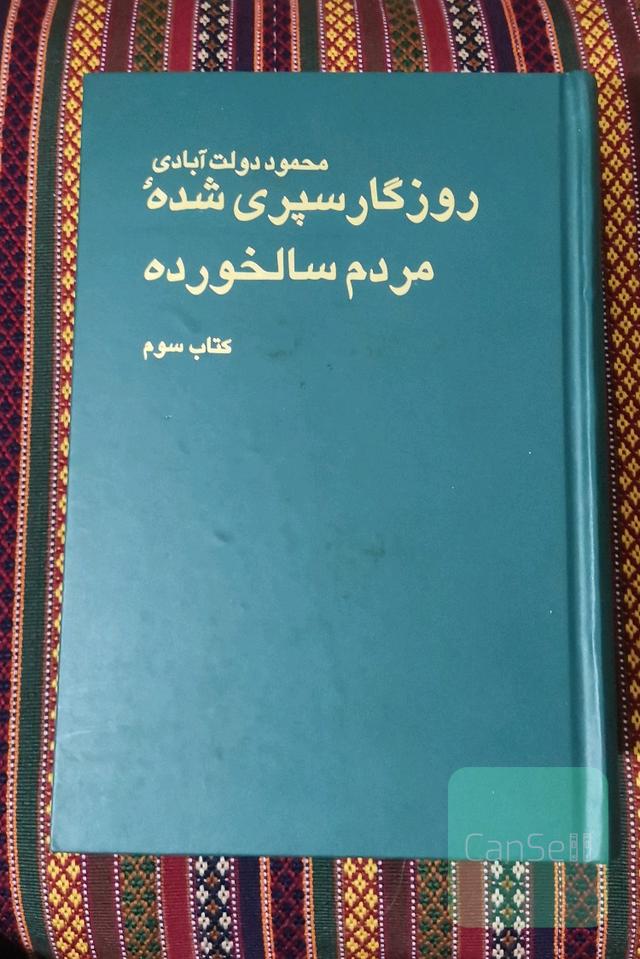 محمود دولت آبادی
روزگار سپری شدهٔ
مردم سالخورده
کتاب سوم
CanSell